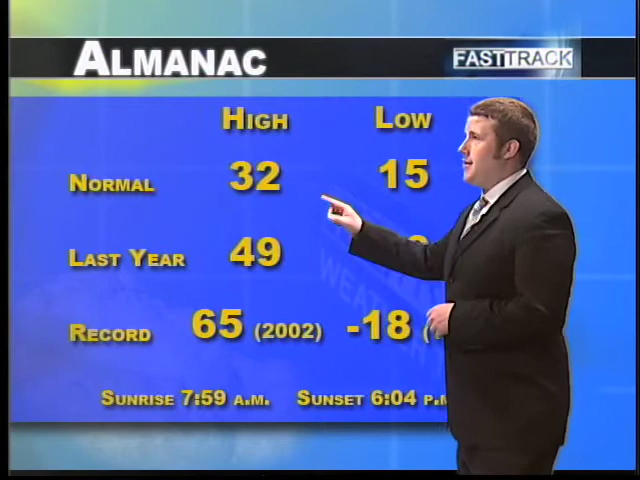 ALMANAC
FASTTRACK
HIGH LOW
NORMAL 32 15
LAST YEAR 49
RECORD 65 (2002) -18
WEATHER
SUNRISE 7:59 A.M. SUNSET 6:04